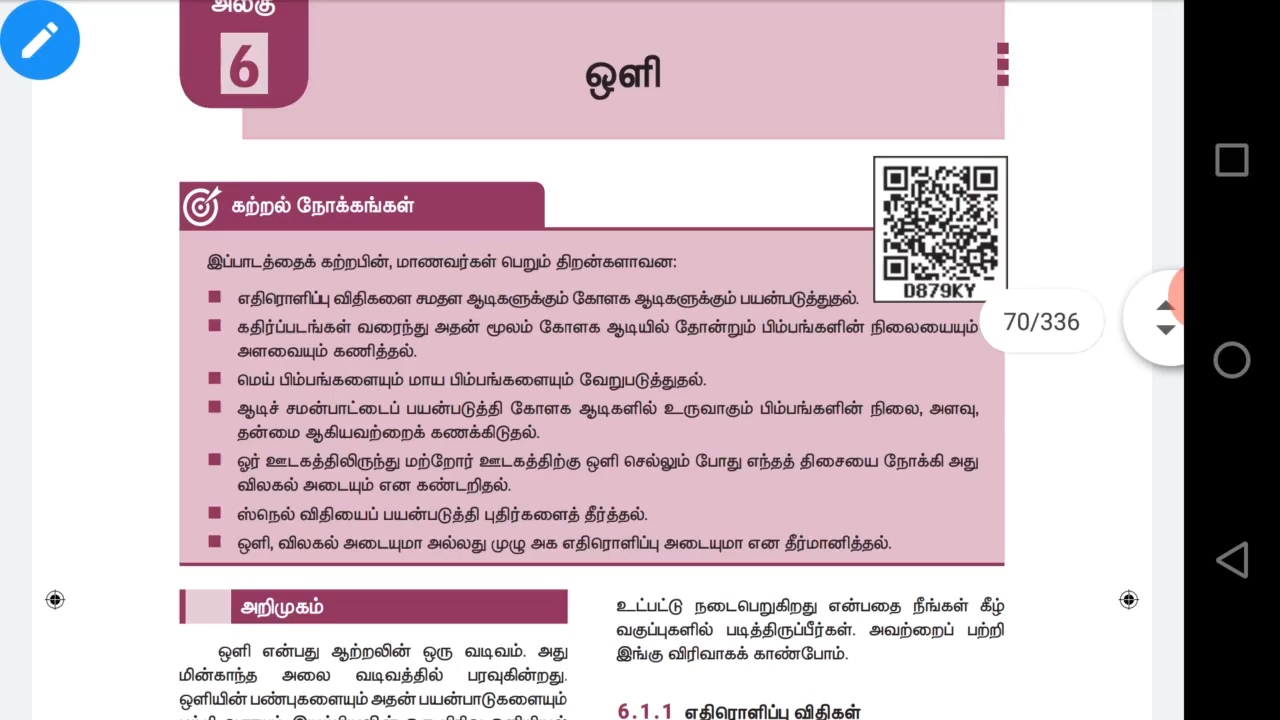 அலகு
6
ஒளி
கற்றல் நோக்கங்கள்
D879KY
இப்பாடத்தைக் கற்றபின், மாணவர்கள் பெறும் திறன்களாவன:
எதிரொளிப்பு விதிகளை சமதள ஆடிகளுக்கும் கோளக ஆடிகளுக்கும் பயன்படுத்துதல்.
கதிர்ப்படங்கள் வரைந்து அதன் மூலம் கோளக ஆடியில் தோன்றும் பிம்பங்களின் நிலையையும்
அளவையும் கணித்தல்.
மெய் பிம்பங்களையும் மாய பிம்பங்களையும் வேறுபடுத்துதல்.
ஆடிச் சமன்பாட்டைப் பயன்படுத்தி கோளக ஆடிகளில் உருவாகும் பிம்பங்களின் நிலை, அளவு,
தன்மை ஆகியவற்றைக் கணக்கிடுதல்.
ஓர் ஊடகத்திலிருந்து மற்றோர் ஊடகத்திற்கு ஒளி செல்லும் போது எந்தத் திசையை நோக்கி அது
விலகல் அடையும் என கண்டறிதல்.
ஸ்நெல் விதியைப் பயன்படுத்தி புதிர்களைத் தீர்த்தல்.
ஒளி, விலகல் அடையுமா அல்லது முழு அக எதிரொளிப்பு அடையுமா என தீர்மானித்தல்.
70/336
அறிமுகம்
ஒளி என்பது ஆற்றலின் ஒரு வடிவம். அது
மின்காந்த அலை வடிவத்தில் பரவுகின்றது.
ஒளியின் பண்புகளையும் அதன் பயன்பாடுகளையும்
உட்பட்டு நடைபெறுகிறது என்பதை நீங்கள் கீழ்
வகுப்புகளில் படித்திருப்பீர்கள். அவற்றைப் பற்றி
இங்கு விரிவாகக் காண்போம்.
6.1.1 எதிரொளிப்பு விதிகள்